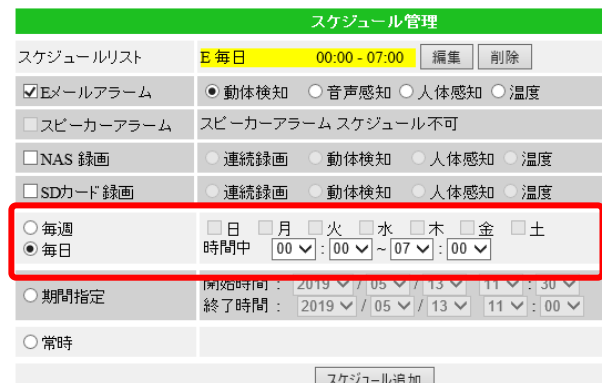 スケジュール管理
スケジュールリスト E 毎日 00:00 - 07:00 編集 削除
Eメールアラーム 動体検知 音声感知 人体感知 温度
スピーカーアラーム スピーカーアラーム スケジュール不可
NAS 録画 連続録画 動体検知 人体感知 温度
SDカード録画 連続録画 動体検知 人体感知 温度
毎週 日 月 火 水 木 金 土
毎日 時間中 00 : 00 ~ 07 : 00
期間指定 開始時間 : 2019 / 05 / 13 11 : 30
終了時間 : 2019 / 05 / 13 11 : 00
常時
スケジュール追加